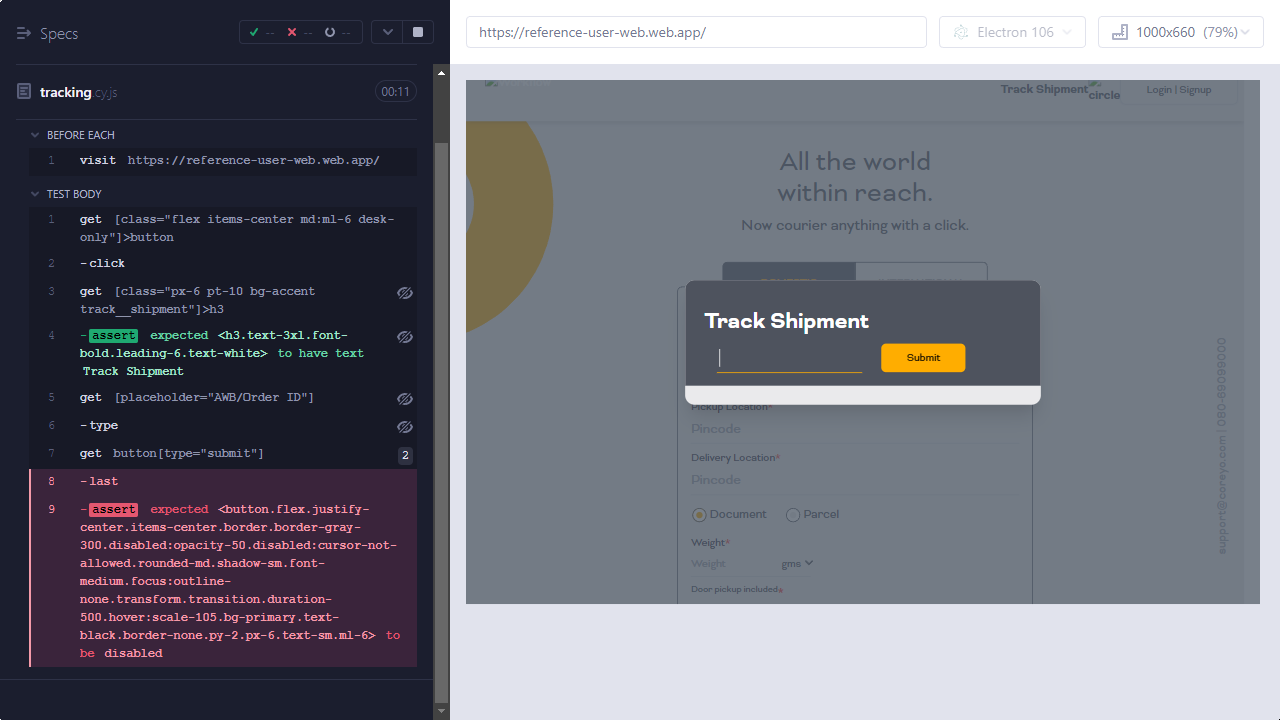 Specs
--
--
--
https://reference-user-web.web.app/
Electron 106
1000x660 (79%)
tracking.cy.js
00:11
BEFORE EACH
1 visit https://reference-user-web.web.app/
TEST BODY
1 get [class="flex items-center md:ml-6 desk-
only"]>button
2 -click
3 get [class="px-6 pt-10 bg-accent
track__shipment"]>h3
4 -assert expected <h3.text-3xl.font-
bold.leading-6.text-white> to have text
Track Shipment
5 get [placeholder="AWB/Order ID"]
6 -type
7 get button[type="submit"] 2
8 -last
9 -assert expected <button.flex.justify-
center.items-center.border.border-gray-
300.disabled:opacity-50.disabled:cursor-not-
allowed.rounded-md.shadow-sm.font-
medium.focus:outline-
none.transform.transition.duration-
500.hover:scale-105.bg-primary.text-
black.border-none.py-2.px-6.text-sm.ml-6> to
be disabled
Track Shipment
circle
Login | Signup
All the world
within reach.
Now courier anything with a click.
Track Shipment
Submit
Pickup Location*
Pincode
Delivery Location*
Pincode
Document Parcel
Weight*
Weight gms
Door pickup included*
support@coreyo.com | 080-69099000